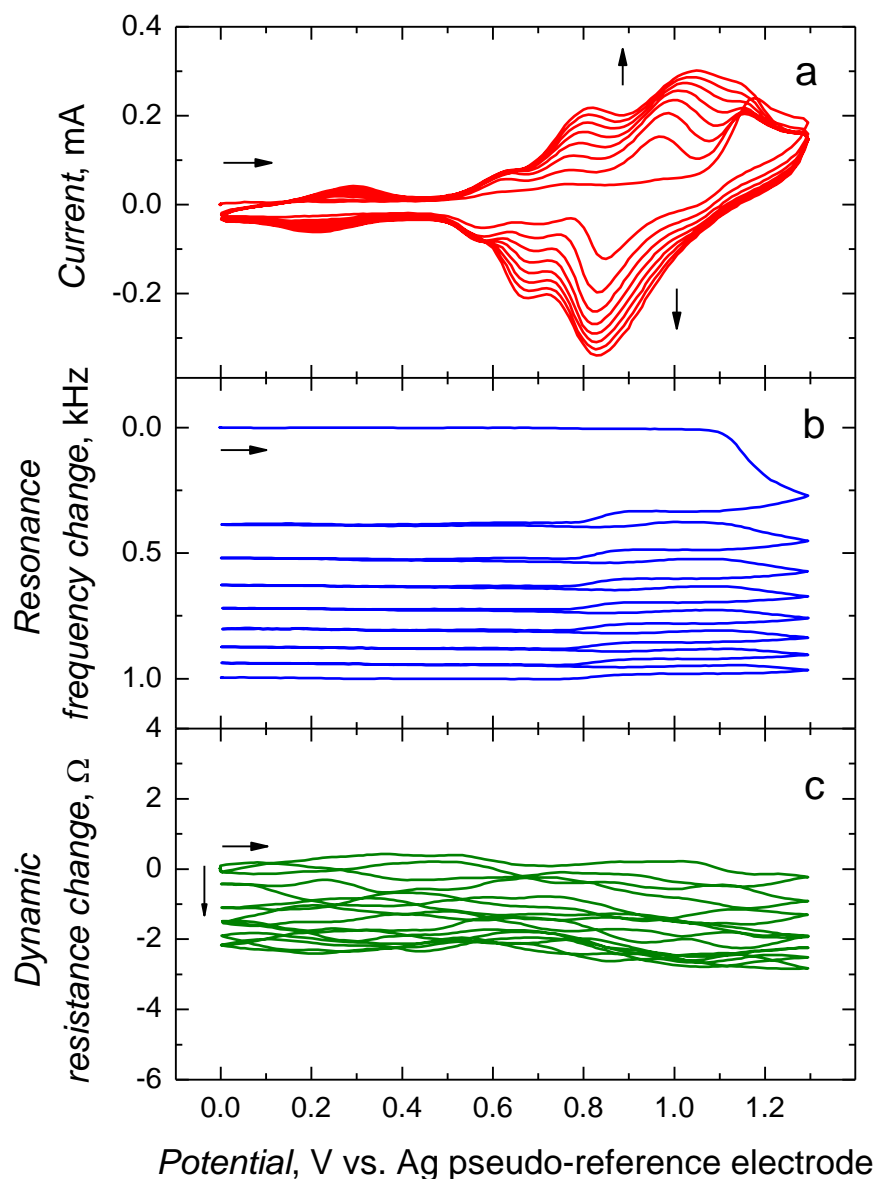 0.4
a
0.2
0.0
-0.2
Current, mA
b
0.0
0.5
1.0
Resonance
frequency change, kHz
4
c
2
0
-2
-4
-6
Dynamic
resistance change, Ω
0.0 0.2 0.4 0.6 0.8 1.0 1.2
Potential, V vs. Ag pseudo-reference electrode